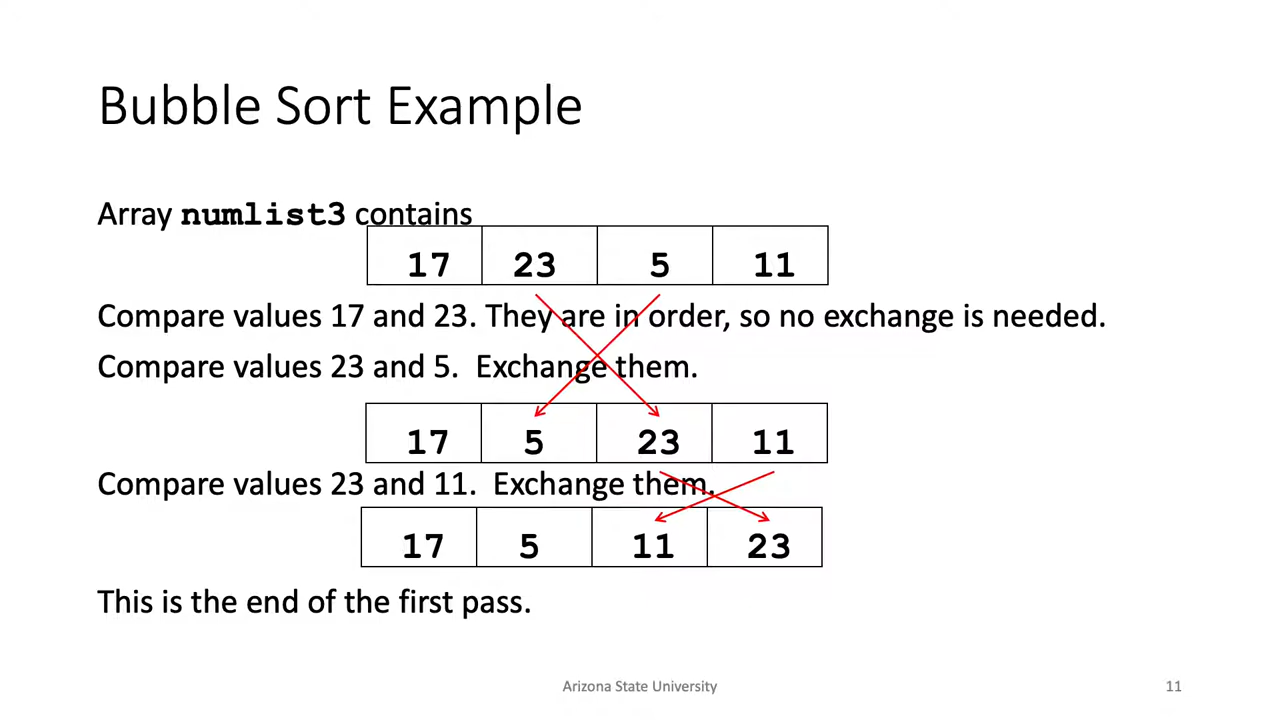 Bubble Sort Example
Array numlist3 contains
17 23 5 11
Compare values 17 and 23. They are in order, so no exchange is needed.
Compare values 23 and 5. Exchange them.
17 5 23 11
Compare values 23 and 11. Exchange them.
17 5 11 23
This is the end of the first pass.
Arizona State University
11